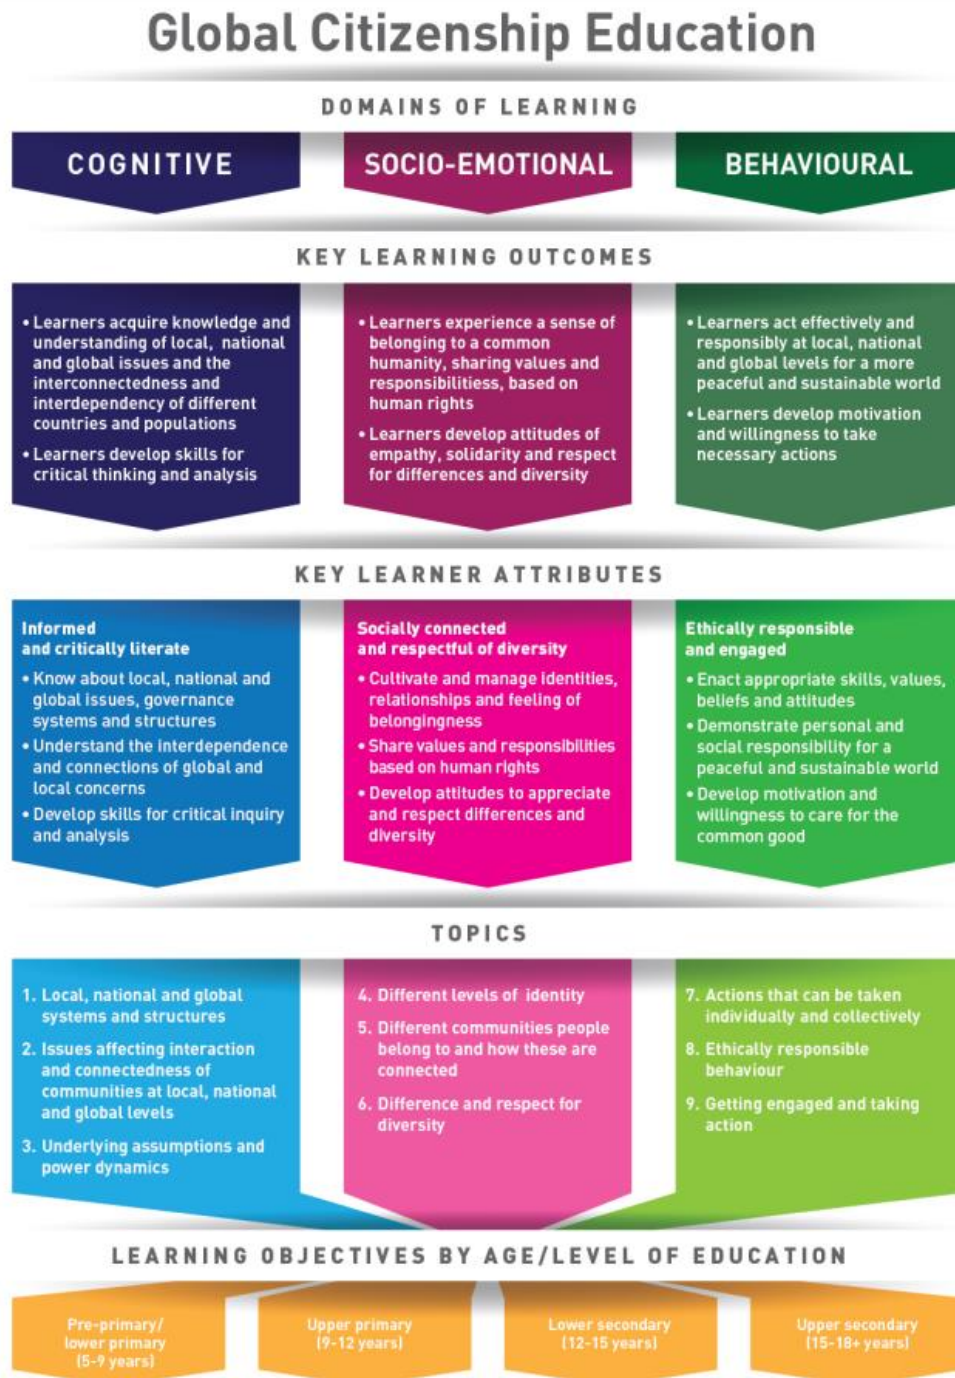 Global Citizenship Education
DOMAINS OF LEARNING
COGNITIVE
SOCIO-EMOTIONAL
BEHAVIOURAL
KEY LEARNING OUTCOMES
• Learners acquire knowledge and
understanding of local, national
and global issues and the
interconnectedness and
interdependency of different
countries and populations
• Learners develop skills for
critical thinking and analysis
• Learners experience a sense of
belonging to a common
humanity, sharing values and
responsibilitiess, based on
human rights
• Learners develop attitudes of
empathy, solidarity and respect
for differences and diversity
• Learners act effectively and
responsibly at local, national
and global levels for a more
peaceful and sustainable world
• Learners develop motivation
and willingness to take
necessary actions
KEY LEARNER ATTRIBUTES
Informed
and critically literate
• Know about local, national and
global issues, governance
systems and structures
• Understand the interdependence
and connections of global and
local concerns
• Develop skills for critical inquiry
and analysis
Socially connected
and respectful of diversity
• Cultivate and manage identities,
relationships and feeling of
belongingness
• Share values and responsibilities
based on human rights
• Develop attitudes to appreciate
and respect differences and
diversity
Ethically responsible
and engaged
• Enact appropriate skills, values,
beliefs and attitudes
• Demonstrate personal and
social responsibility for a
peaceful and sustainable world
• Develop motivation and
willingness to care for the
common good
TOPICS
1. Local, national and global
systems and structures
2. Issues affecting interaction
and connectedness of
communities at local, national
and global levels
3. Underlying assumptions and
power dynamics
4. Different levels of identity
5. Different communities people
belong to and how these are
connected
6. Difference and respect for
diversity
7. Actions that can be taken
individually and collectively
8. Ethically responsible
behaviour
9. Getting engaged and taking
action
LEARNING OBJECTIVES BY AGE/LEVEL OF EDUCATION
Pre-primary/
lower primary
(5-9 years)
Upper primary
(9-12 years)
Lower secondary
(12-15 years)
Upper secondary
(15-18+ years)